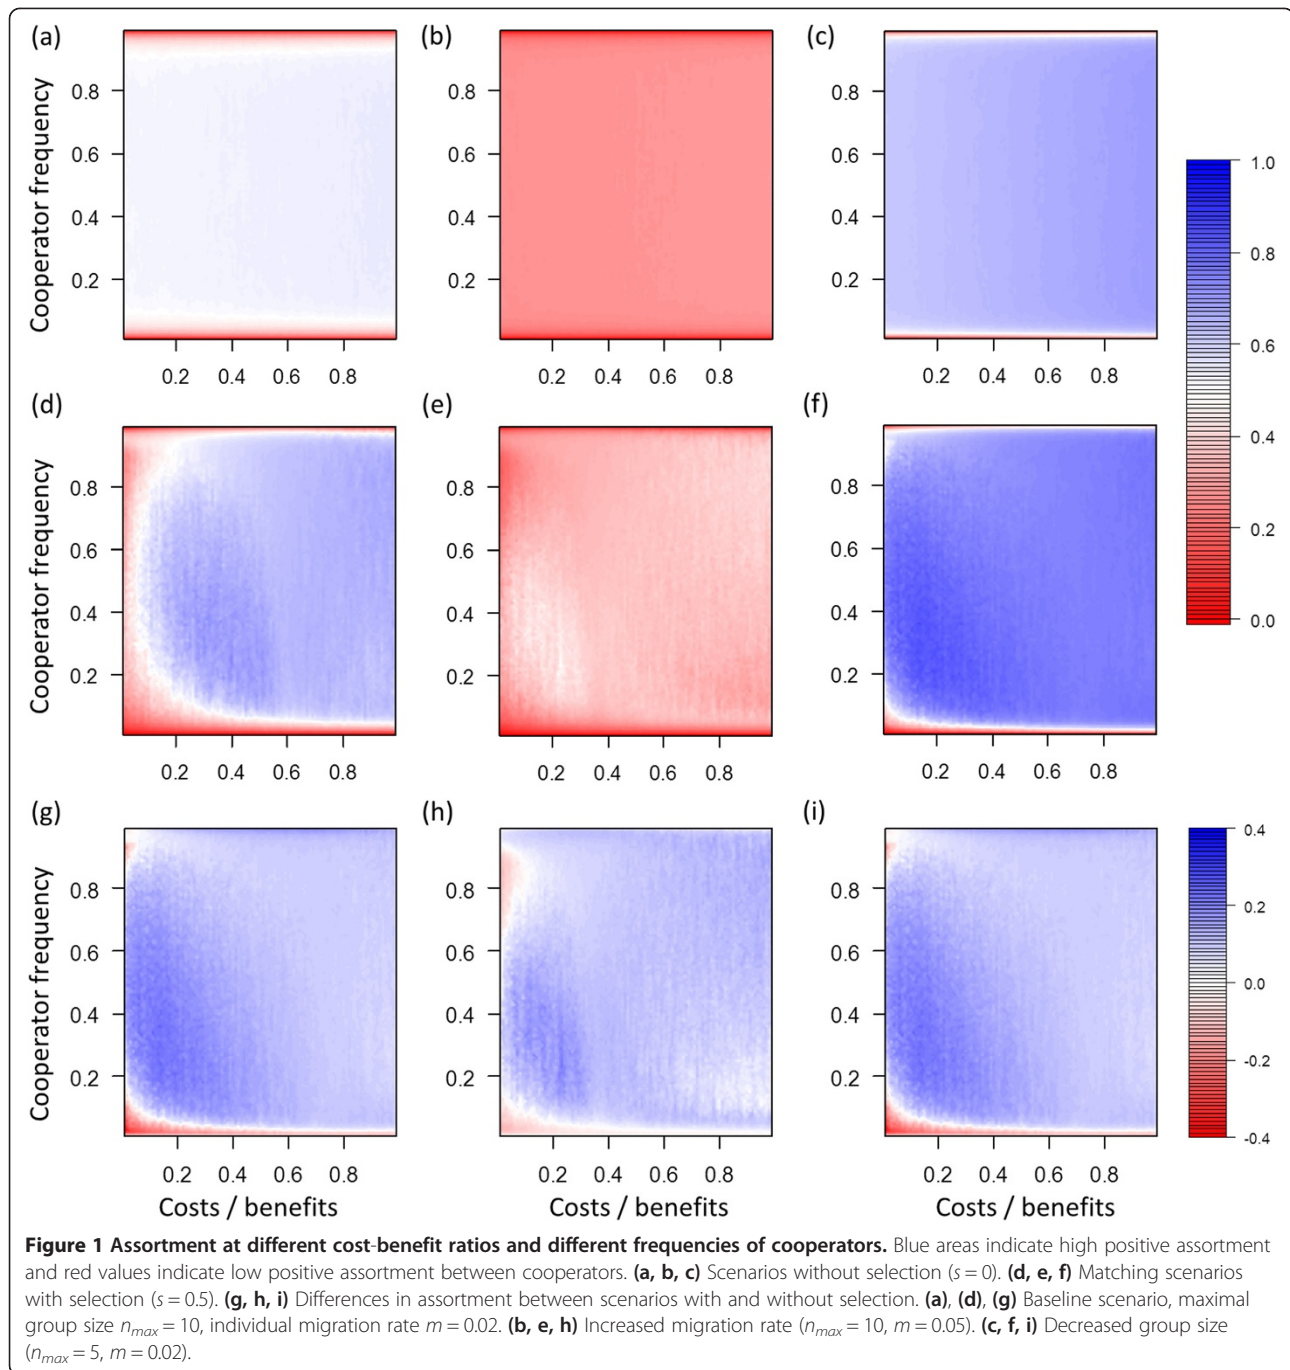 (a)
(b)
(c)
Cooperator frequency
0.8
0.6
0.4
0.2
0.8
0.6
0.4
0.2
0.8
0.6
0.4
0.2
0.2 0.4 0.6 0.8
0.2 0.4 0.6 0.8
0.2 0.4 0.6 0.8
1.0
0.8
0.6
0.4
0.2
0.0
(d)
(e)
(f)
Cooperator frequency
0.8
0.6
0.4
0.2
0.8
0.6
0.4
0.2
0.8
0.6
0.4
0.2
0.2 0.4 0.6 0.8
0.2 0.4 0.6 0.8
0.2 0.4 0.6 0.8
(g)
(h)
(i)
Cooperator frequency
0.8
0.6
0.4
0.2
0.8
0.6
0.4
0.2
0.8
0.6
0.4
0.2
0.4
0.2
0.0
-0.2
-0.4
0.2 0.4 0.6 0.8
0.2 0.4 0.6 0.8
0.2 0.4 0.6 0.8
Costs / benefits
Costs / benefits
Costs / benefits
Figure 1 Assortment at different cost-benefit ratios and different frequencies of cooperators. Blue areas indicate high positive assortment
and red values indicate low positive assortment between cooperators. (a, b, c) Scenarios without selection (s = 0). (d, e, f) Matching scenarios
with selection (s = 0.5). (g, h, i) Differences in assortment between scenarios with and without selection. (a), (d), (g) Baseline scenario, maximal
group size nmax = 10, individual migration rate m = 0.02. (b, e, h) Increased migration rate (nmax = 10, m = 0.05). (c, f, i) Decreased group size
(nmax = 5, m = 0.02).